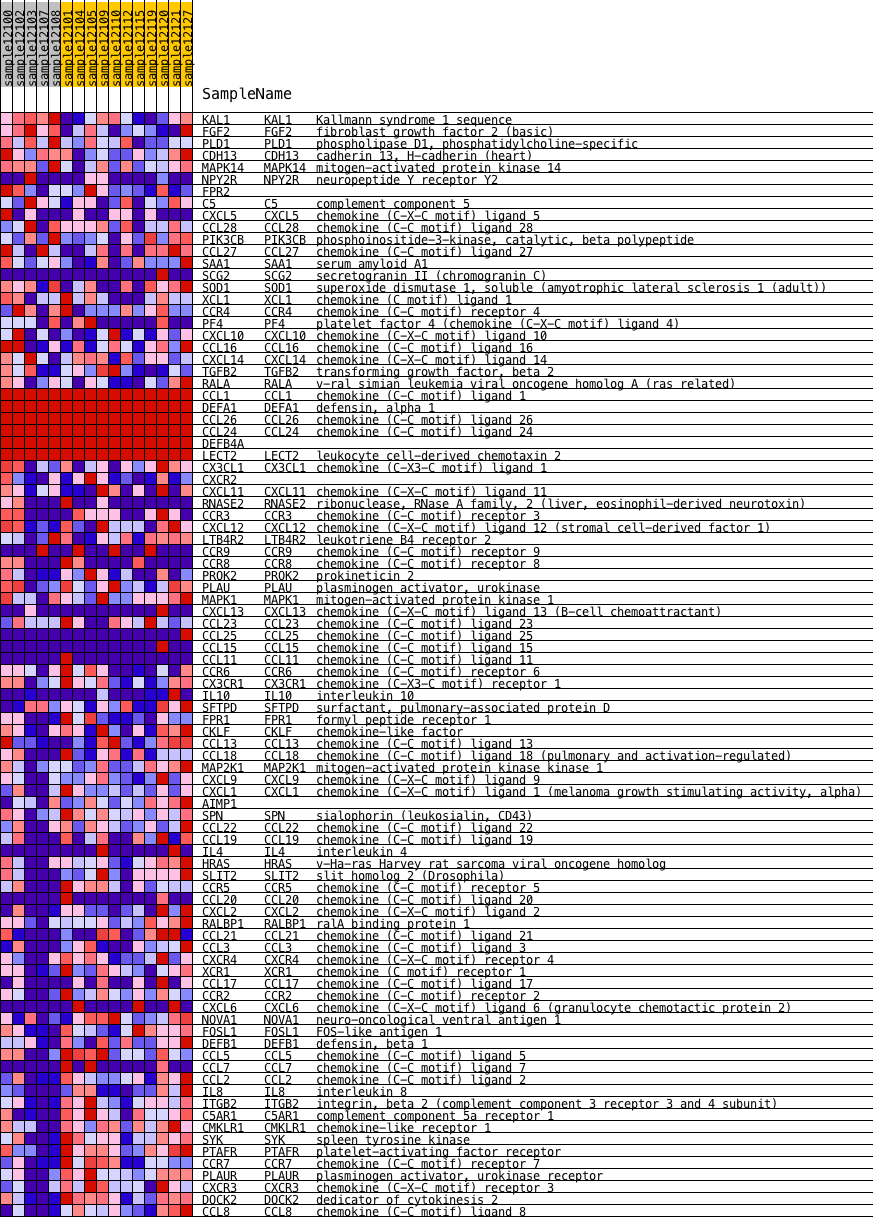 sample12100 sample12102 sample12103 sample12107 sample12108 sample12101 sample12104 sample12105 sample12109 sample12110 sample12112 sample12115 sample12119 sample12120 sample12121 sample12127
SampleName
KAL1 KAL1 Kallmann syndrome 1 sequence
FGF2 FGF2 fibroblast growth factor 2 (basic)
PLD1 PLD1 phospholipase D1, phosphatidylcholine-specific
CDH13 CDH13 cadherin 13, H-cadherin (heart)
MAPK14 MAPK14 mitogen-activated protein kinase 14
NPY2R NPY2R neuropeptide Y receptor Y2
FPR2
C5 C5 complement component 5
CXCL5 CXCL5 chemokine (C-X-C motif) ligand 5
CCL28 CCL28 chemokine (C-C motif) ligand 28
PIK3CB PIK3CB phosphoinositide-3-kinase, catalytic, beta polypeptide
CCL27 CCL27 chemokine (C-C motif) ligand 27
SAA1 SAA1 serum amyloid A1
SCG2 SCG2 secretogranin II (chromogranin C)
SOD1 SOD1 superoxide dismutase 1, soluble (amyotrophic lateral sclerosis 1 (adult))
XCL1 XCL1 chemokine (C motif) ligand 1
CCR4 CCR4 chemokine (C-C motif) receptor 4
PF4 PF4 platelet factor 4 (chemokine (C-X-C motif) ligand 4)
CXCL10 CXCL10 chemokine (C-X-C motif) ligand 10
CCL16 CCL16 chemokine (C-C motif) ligand 16
CXCL14 CXCL14 chemokine (C-X-C motif) ligand 14
TGFB2 TGFB2 transforming growth factor, beta 2
RALA RALA v-ral simian leukemia viral oncogene homolog A (ras related)
CCL1 CCL1 chemokine (C-C motif) ligand 1
DEFA1 DEFA1 defensin, alpha 1
CCL26 CCL26 chemokine (C-C motif) ligand 26
CCL24 CCL24 chemokine (C-C motif) ligand 24
DEFB4A
LECT2 LECT2 leukocyte cell-derived chemotaxin 2
CX3CL1 CX3CL1 chemokine (C-X3-C motif) ligand 1
CXCR2
CXCL11 CXCL11 chemokine (C-X-C motif) ligand 11
RNASE2 RNASE2 ribonuclease, RNase A family, 2 (liver, eosinophil-derived neurotoxin)
CCR3 CCR3 chemokine (C-C motif) receptor 3
CXCL12 CXCL12 chemokine (C-X-C motif) ligand 12 (stromal cell-derived factor 1)
LTB4R2 LTB4R2 leukotriene B4 receptor 2
CCR9 CCR9 chemokine (C-C motif) receptor 9
CCR8 CCR8 chemokine (C-C motif) receptor 8
PROK2 PROK2 prokineticin 2
PLAU PLAU plasminogen activator, urokinase
MAPK1 MAPK1 mitogen-activated protein kinase 1
CXCL13 CXCL13 chemokine (C-X-C motif) ligand 13 (B-cell chemoattractant)
CCL23 CCL23 chemokine (C-C motif) ligand 23
CCL25 CCL25 chemokine (C-C motif) ligand 25
CCL15 CCL15 chemokine (C-C motif) ligand 15
CCL11 CCL11 chemokine (C-C motif) ligand 11
CCR6 CCR6 chemokine (C-C motif) receptor 6
CX3CR1 CX3CR1 chemokine (C-X3-C motif) receptor 1
IL10 IL10 interleukin 10
SFTPD SFTPD surfactant, pulmonary-associated protein D
FPR1 FPR1 formyl peptide receptor 1
CKLF CKLF chemokine-like factor
CCL13 CCL13 chemokine (C-C motif) ligand 13
CCL18 CCL18 chemokine (C-C motif) ligand 18 (pulmonary and activation-regulated)
MAP2K1 MAP2K1 mitogen-activated protein kinase kinase 1
CXCL9 CXCL9 chemokine (C-X-C motif) ligand 9
CXCL1 CXCL1 chemokine (C-X-C motif) ligand 1 (melanoma growth stimulating activity, alpha)
AIMP1
SPN SPN sialophorin (leukosialin, CD43)
CCL22 CCL22 chemokine (C-C motif) ligand 22
CCL19 CCL19 chemokine (C-C motif) ligand 19
IL4 IL4 interleukin 4
HRAS HRAS v-Ha-ras Harvey rat sarcoma viral oncogene homolog
SLIT2 SLIT2 slit homolog 2 (Drosophila)
CCR5 CCR5 chemokine (C-C motif) receptor 5
CCL20 CCL20 chemokine (C-C motif) ligand 20
CXCL2 CXCL2 chemokine (C-X-C motif) ligand 2
RALBP1 RALBP1 ralA binding protein 1
CCL21 CCL21 chemokine (C-C motif) ligand 21
CCL3 CCL3 chemokine (C-C motif) ligand 3
CXCR4 CXCR4 chemokine (C-X-C motif) receptor 4
XCR1 XCR1 chemokine (C motif) receptor 1
CCL17 CCL17 chemokine (C-C motif) ligand 17
CCR2 CCR2 chemokine (C-C motif) receptor 2
CXCL6 CXCL6 chemokine (C-X-C motif) ligand 6 (granulocyte chemotactic protein 2)
NOVA1 NOVA1 neuro-oncological ventral antigen 1
FOSL1 FOSL1 FOS-like antigen 1
DEFB1 DEFB1 defensin, beta 1
CCL5 CCL5 chemokine (C-C motif) ligand 5
CCL7 CCL7 chemokine (C-C motif) ligand 7
CCL2 CCL2 chemokine (C-C motif) ligand 2
IL8 IL8 interleukin 8
ITGB2 ITGB2 integrin, beta 2 (complement component 3 receptor 3 and 4 subunit)
C5AR1 C5AR1 complement component 5a receptor 1
CMKLR1 CMKLR1 chemokine-like receptor 1
SYK SYK spleen tyrosine kinase
PTAFR PTAFR platelet-activating factor receptor
CCR7 CCR7 chemokine (C-C motif) receptor 7
PLAUR PLAUR plasminogen activator, urokinase receptor
CXCR3 CXCR3 chemokine (C-X-C motif) receptor 3
DOCK2 DOCK2 dedicator of cytokinesis 2
CCL8 CCL8 chemokine (C-C motif) ligand 8